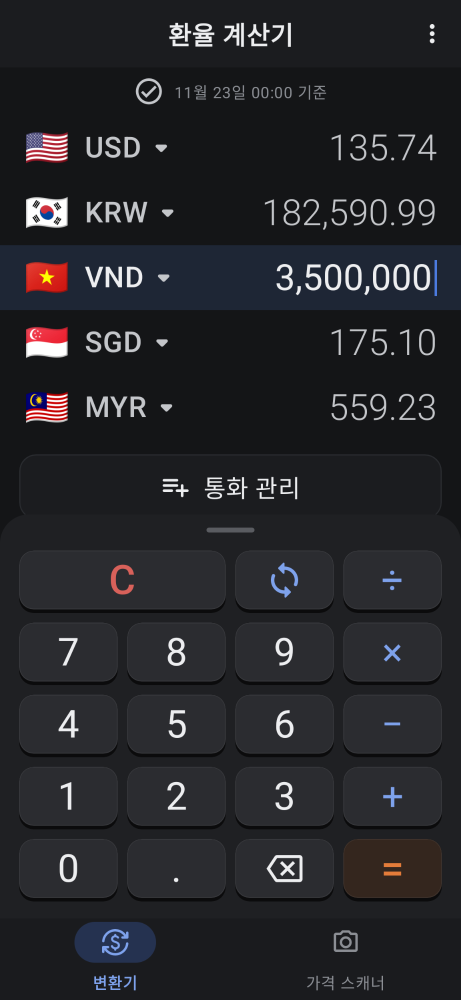 환율 계산기
11월 23일 00:00 기준
USD 135.74
KRW 182,590.99
VND 3,500,000
SGD 175.10
MYR 559.23
통화 관리
C ÷
7 8 9 ×
4 5 6 −
1 2 3 +
0 . =
변환기 가격 스캐너